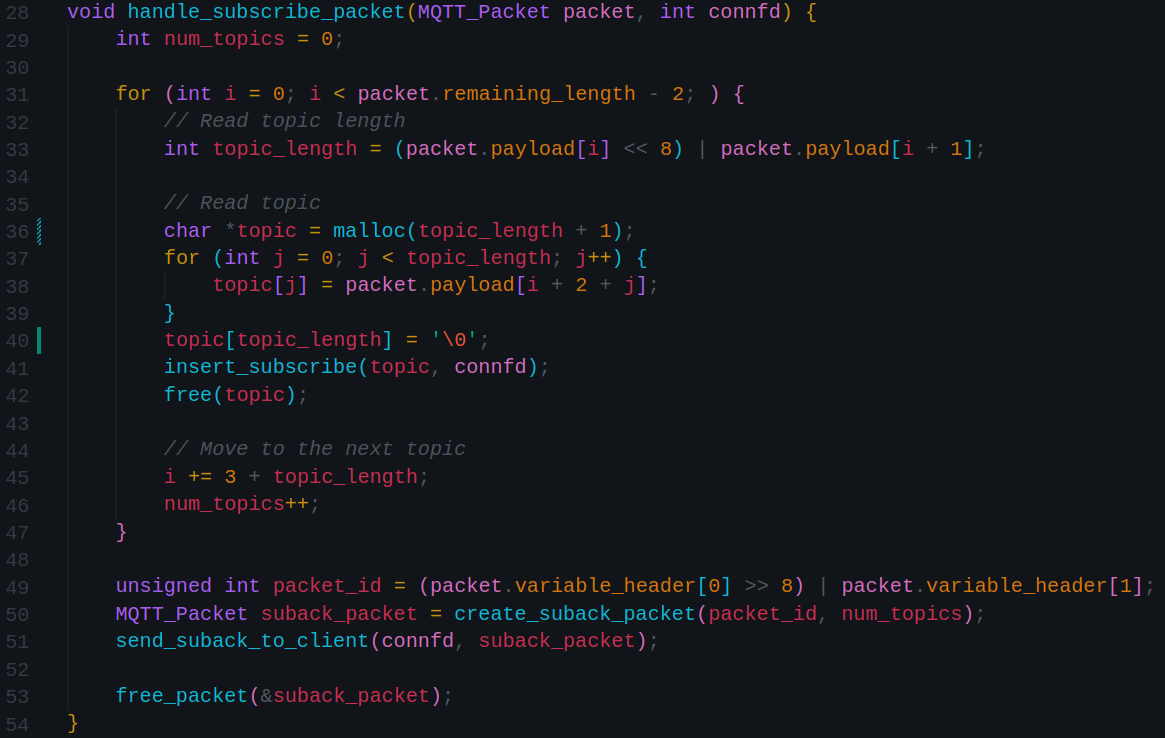 28 void handle_subscribe_packet(MQTT_Packet packet, int connfd) {
29     int num_topics = 0;
30
31     for (int i = 0; i < packet.remaining_length - 2; ) {
32         // Read topic length
33         int topic_length = (packet.payload[i] << 8) | packet.payload[i + 1];
34
35         // Read topic
36         char *topic = malloc(topic_length + 1);
37         for (int j = 0; j < topic_length; j++) {
38             topic[j] = packet.payload[i + 2 + j];
39         }
40         topic[topic_length] = '\0';
41         insert_subscribe(topic, connfd);
42         free(topic);
43
44         // Move to the next topic
45         i += 3 + topic_length;
46         num_topics++;
47     }
48
49     unsigned int packet_id = (packet.variable_header[0] >> 8) | packet.variable_header[1];
50     MQTT_Packet suback_packet = create_suback_packet(packet_id, num_topics);
51     send_suback_to_client(connfd, suback_packet);
52
53     free_packet(&suback_packet);
54 }